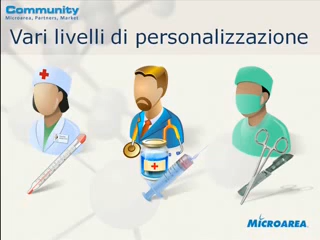 Community
Microarea, Partners, Market.
Vari livelli di personalizzazione
MICROAREA